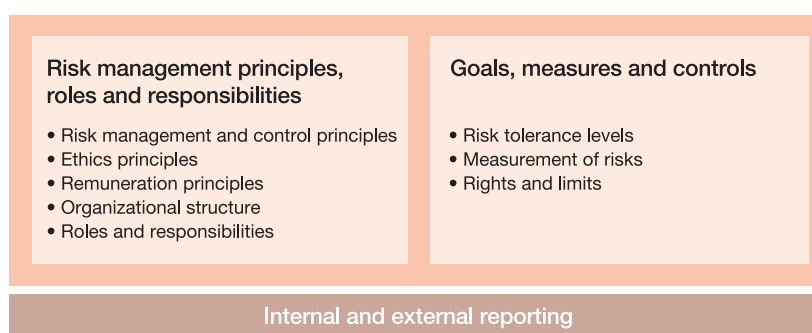 Risk management principles,
roles and responsibilities
• Risk management and control principles
• Ethics principles
• Remuneration principles
• Organizational structure
• Roles and responsibilities
Goals, measures and controls
• Risk tolerance levels
• Measurement of risks
• Rights and limits
Internal and external reporting